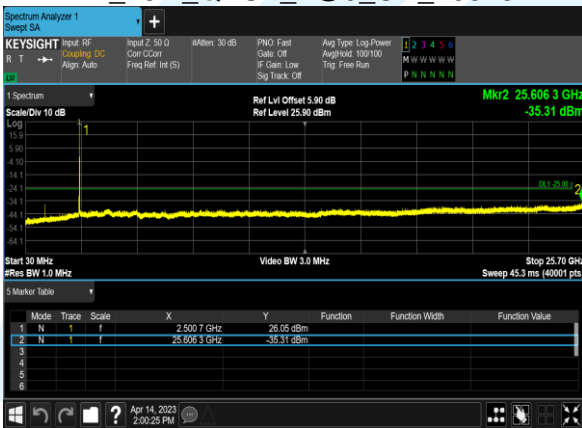 Spectrum Analyzer 1
Swept SA
KEYSIGHT Input: RF Input Z: 50 Ω #Atten: 30 dB PNO: Fast Avg Type: Log-Power 1 2 3 4 5 6
R T Coupling: DC Corr CCorr Gate: Off Avg|Hold: 100/100 M W W W W W
Align: Auto Freq Ref: Int (S) IF Gain: Low Trig: Free Run
LW Sig Track: Off P N N N N N
1 Spectrum Ref Lvl Offset 5.90 dB Mkr2 25.606 3 GHz
Scale/Div 10 dB Ref Level 25.90 dBm -35.31 dBm
Log
15.9 1
5.90
-4.10
-14.1
-24.1 DL1 -25.00 2
-34.1
-44.1
-54.1
-64.1
Start 30 MHz Video BW 3.0 MHz Stop 25.70 GHz
#Res BW 1.0 MHz Sweep 45.3 ms (40001 pts
5 Marker Table
Mode Trace Scale X Y Function Function Width Function Value
1 N 1 f 2.500 7 GHz 26.05 dBm
2 N 1 f 25.606 3 GHz -35.31 dBm
3
4
5
6
? Apr 14, 2023
2:00:25 PM